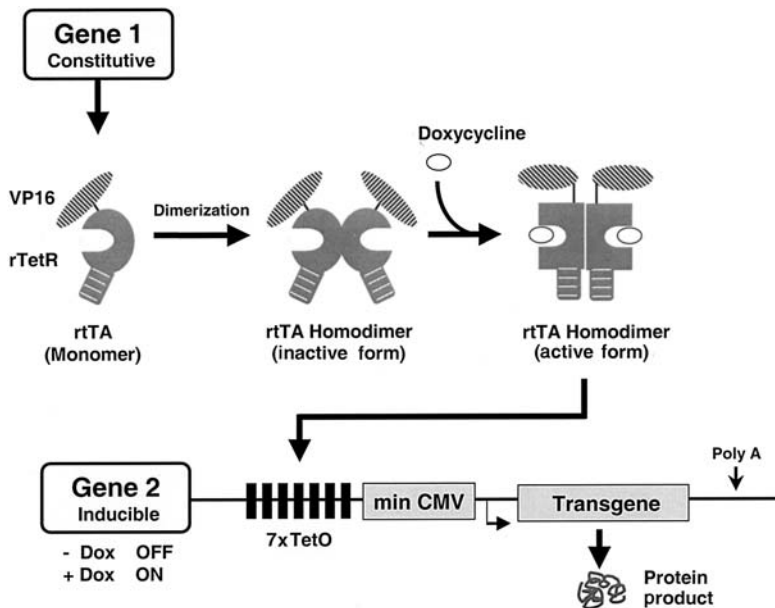 Gene 1
Constitutive
Doxycycline
VP16
Dimerization
rTetR
rtTA
(Monomer)
rtTA Homodimer
(inactive form)
rtTA Homodimer
(active form)
Poly A
Gene 2
Inducible
min CMV
Transgene
7xTetO
- Dox OFF
+ Dox ON
Protein
product